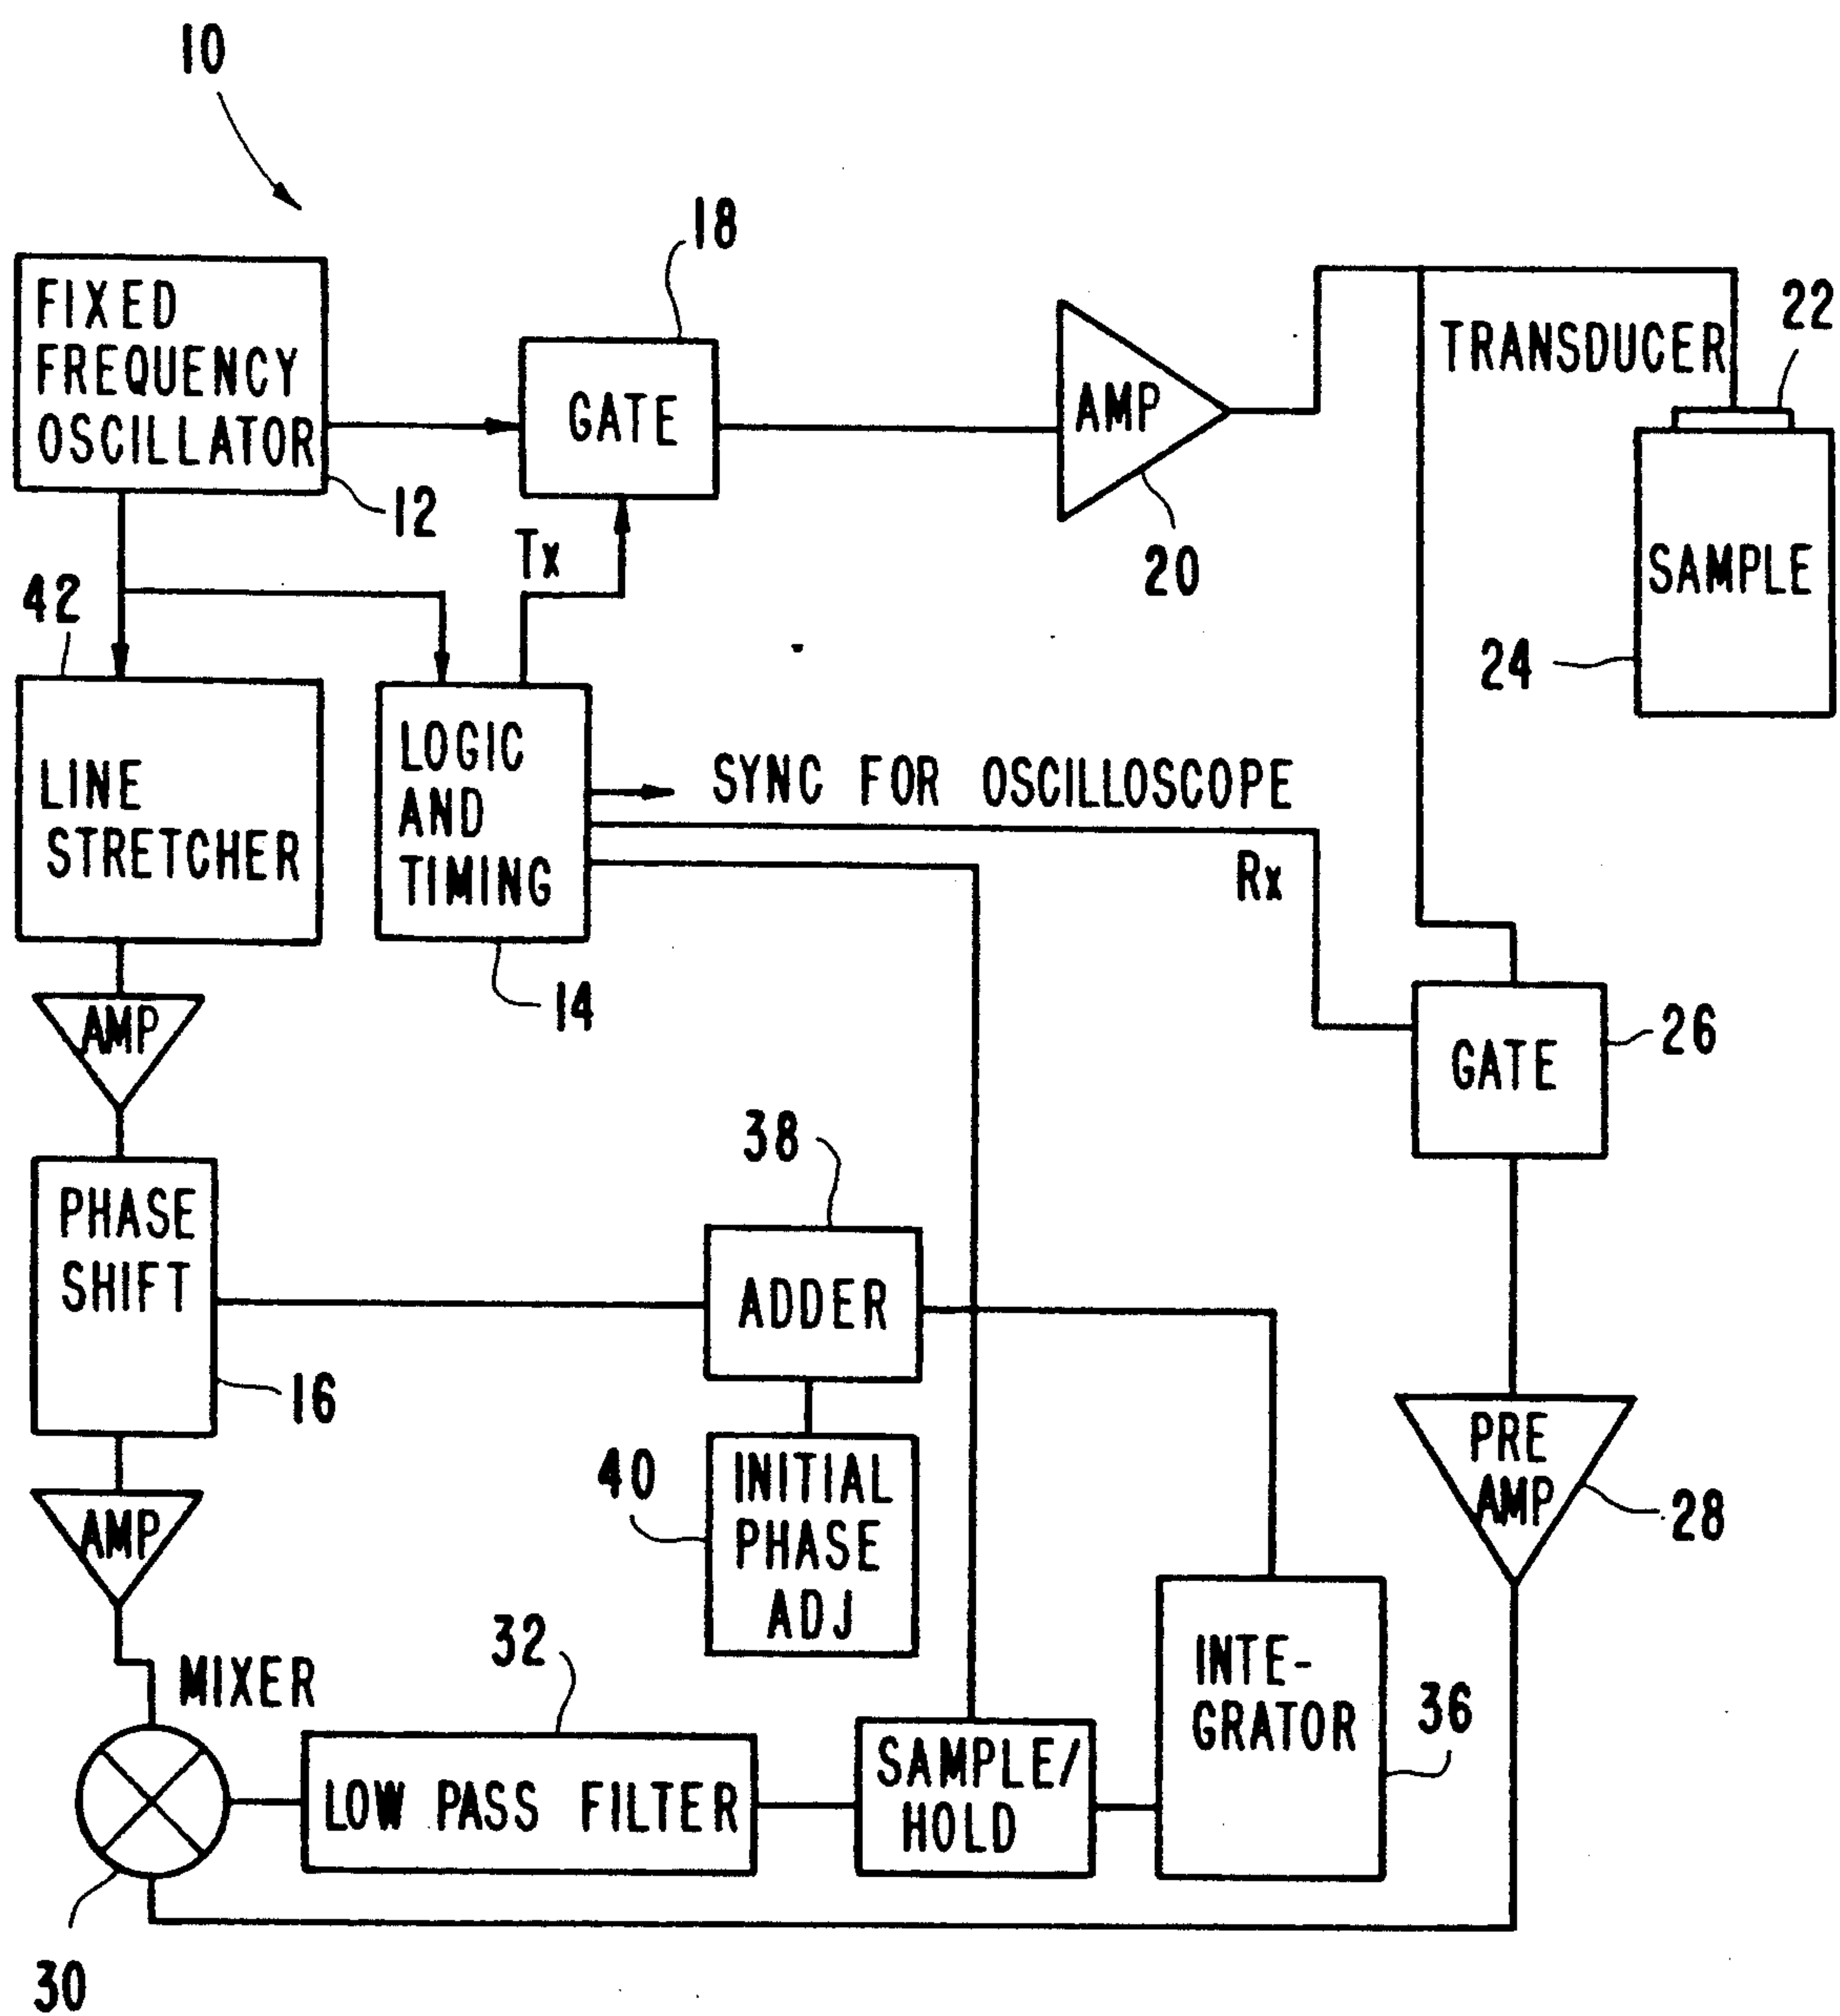 10
18
FIXED
FREQUENCY
OSCILLATOR
12
GATE
AMP
20
TRANSDUCER
22
SAMPLE
24
Tx
42
LINE
STRETCHER
LOGIC
AND
TIMING
14
SYNC FOR OSCILLOSCOPE
Rx
AMP
GATE
26
38
PHASE
SHIFT
16
ADDER
40
INITIAL
PHASE
ADJ
PRE
AMP
28
AMP
MIXER
30
32
LOW PASS FILTER
SAMPLE/
HOLD
INTE-
GRATOR
36